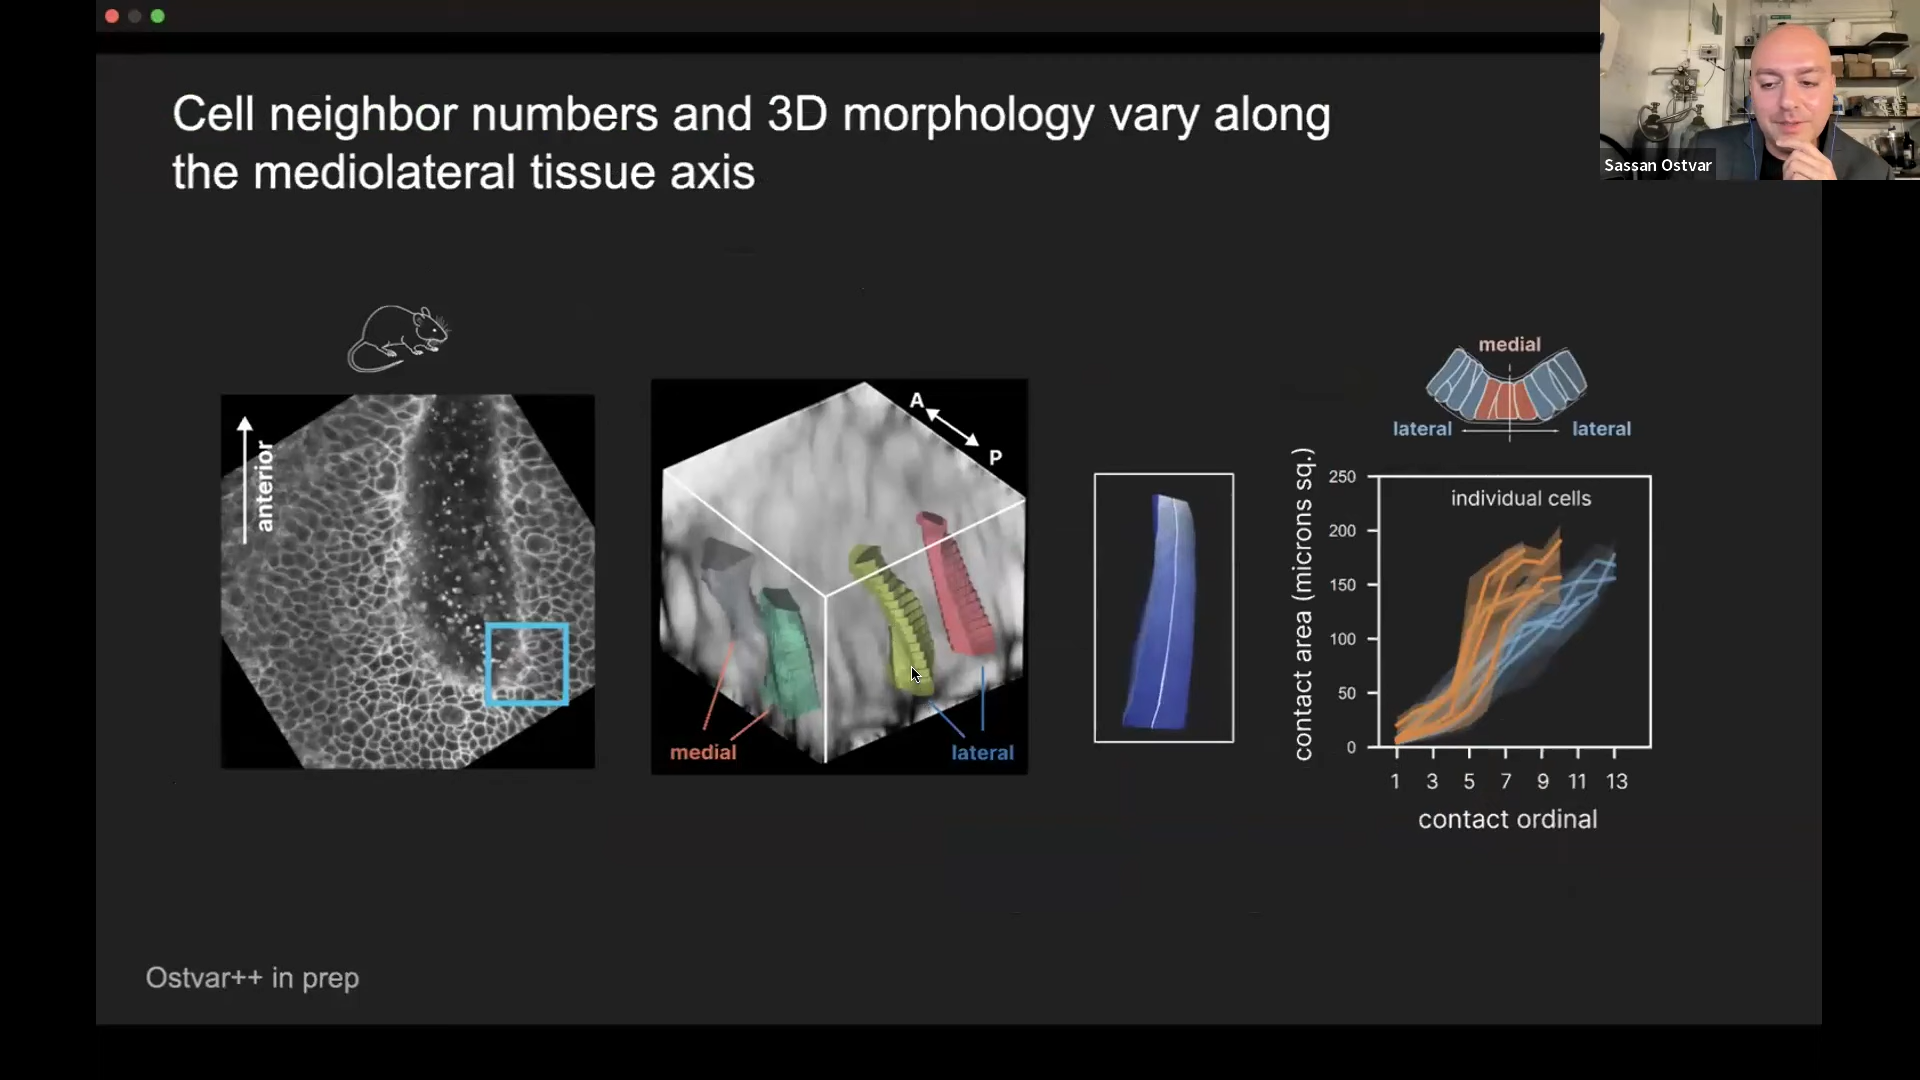 Cell neighbor numbers and 3D morphology vary along
the mediolateral tissue axis
Sassan Ostvar
anterior
A
P
medial
lateral
medial
lateral
lateral
individual cells
contact area (microns sq.)
250
200
150
100
50
0
1 3 5 7 9 11 13
contact ordinal
Ostvar++ in prep